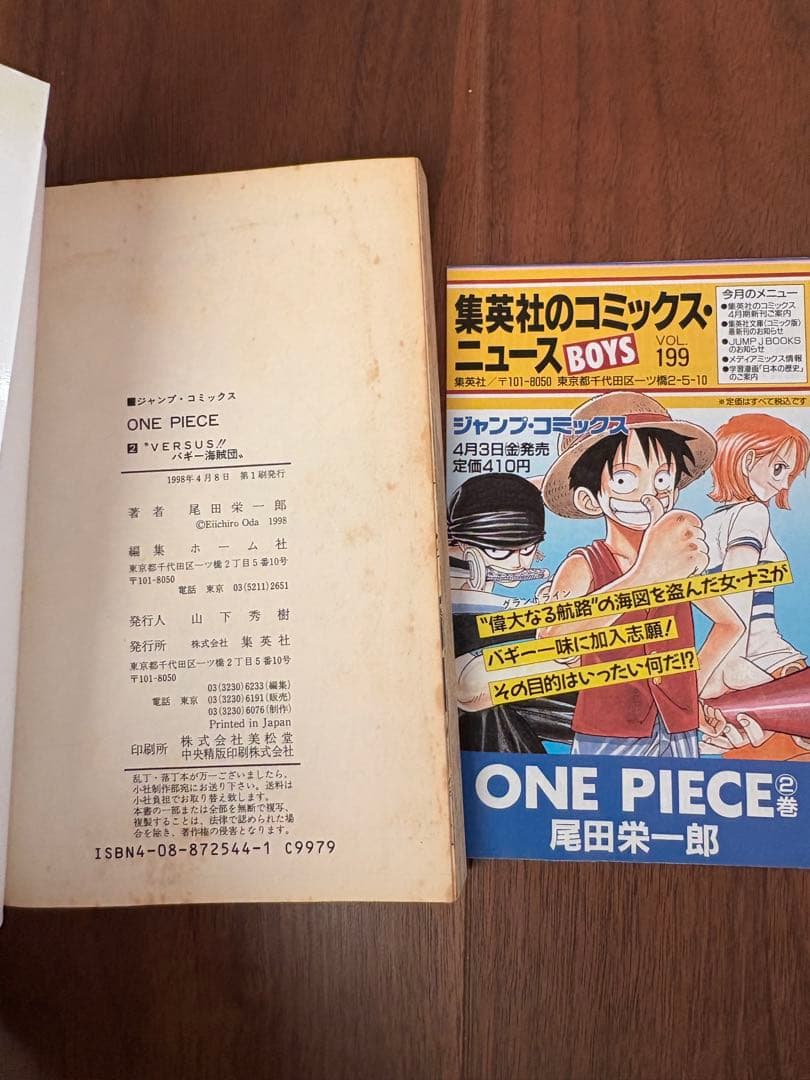 ■ジャンプ・コミックス
ONE PIECE
2 〝VERSUS!!
バギー海賊団〟
1998年4月8日 第1刷発行
著者 尾田栄一郎
©Eiichiro Oda 1998
編集 ホーム社
東京都千代田区一ツ橋2丁目5番10号
〒101-8050
電話 東京 03(5211)2651
発行人 山下秀樹
発行所 株式会社 集英社
東京都千代田区一ツ橋2丁目5番10号
〒101-8050
03(3230)6233(編集)
電話 東京 03(3230)6191(販売)
03(3230)6076(制作)
Printed in Japan
印刷所 株式会社美松堂
中央精版印刷株式会社
乱丁・落丁本が万一ございましたら、
小社制作部宛にお送り下さい。送料は
小社負担でお取り替え致します。
本書の一部または全部を無断で複写、
複製することは、法律で認められた場
合を除き、著作権の侵害となります。
ISBN4-08-872544-1 C9979
集英社のコミックス・
ニュース BOYS VOL. 199
集英社/〒101-8050 東京都千代田区一ツ橋2-5-10
今月のメニュー
●集英社のコミックス
4月期新刊ご案内
●集英社文庫〈コミック版〉
最新刊のお知らせ
●JUMP J BOOKS
のお知らせ
●メディアミックス情報
●学習漫画「日本の歴史」
のご案内
※定価はすべて税込です
ジャンプ・コミックス
4月3日(金)発売
定価410円
グランドライン
“偉大なる航路”の海図を盗んだ女・ナミが
バギー一味に加入志願!
その目的はいったい何だ!?
ONE PIECE ②巻
尾田栄一郎